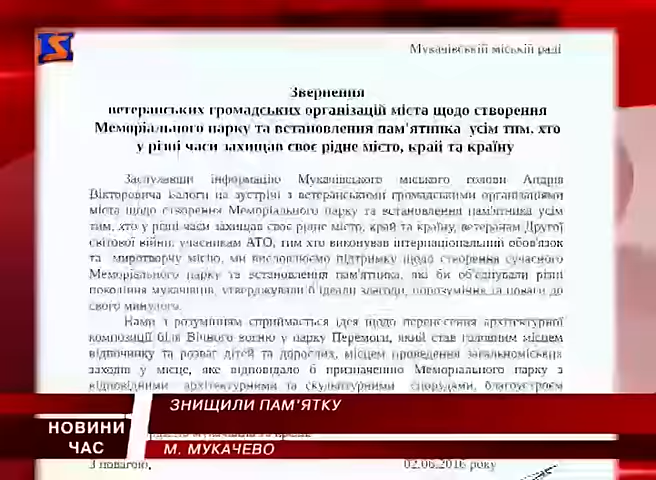 Мукачівській міській раді
Звернення
ветеранських громадських організацій міста щодо створення
Меморіального парку та встановлення пам'ятника усім тим, хто
у різні часи захищав своє рідне місто, край та країну
Заслухавши інформацію Мукачівського міського голови Андрія
Вікторовича Балоги на зустрічі з ветеранськими громадськими організаціями
міста щодо створення Меморіального парку та встановлення пам'ятника усім
тим, хто у різні часи захищав своє рідне місто, край та країну, ветеранам Другої
світової війни, учасникам АТО, тим хто виконував інтернаціональний обов'язок
та миротворчу місію, ми висловлюємо підтримку щодо створення сучасного
Меморіального парку та встановлення пам'ятника, які би об'єднували різні
покоління мукачівців, утверджували б ідеали злагоди, порозуміння та поваги до
свого минулого.
Нами з розумінням сприймається ідея щодо перенесення архітектурної
композиції біля Вічного вогню у парку Перемоги, який став головним місцем
відпочинку та розваг дітей та дорослих, місцем проведення загальноміських
заходів у місце, яке відповідало б призначенню Меморіального парку з
відповідними архітектурними та скульптурними спорудами, благоустроєм
ЗНИЩИЛИ ПАМ'ЯТКУ
НОВИНИ
ЧАС
М. МУКАЧЕВО
З повагою, 02.06.2016 року